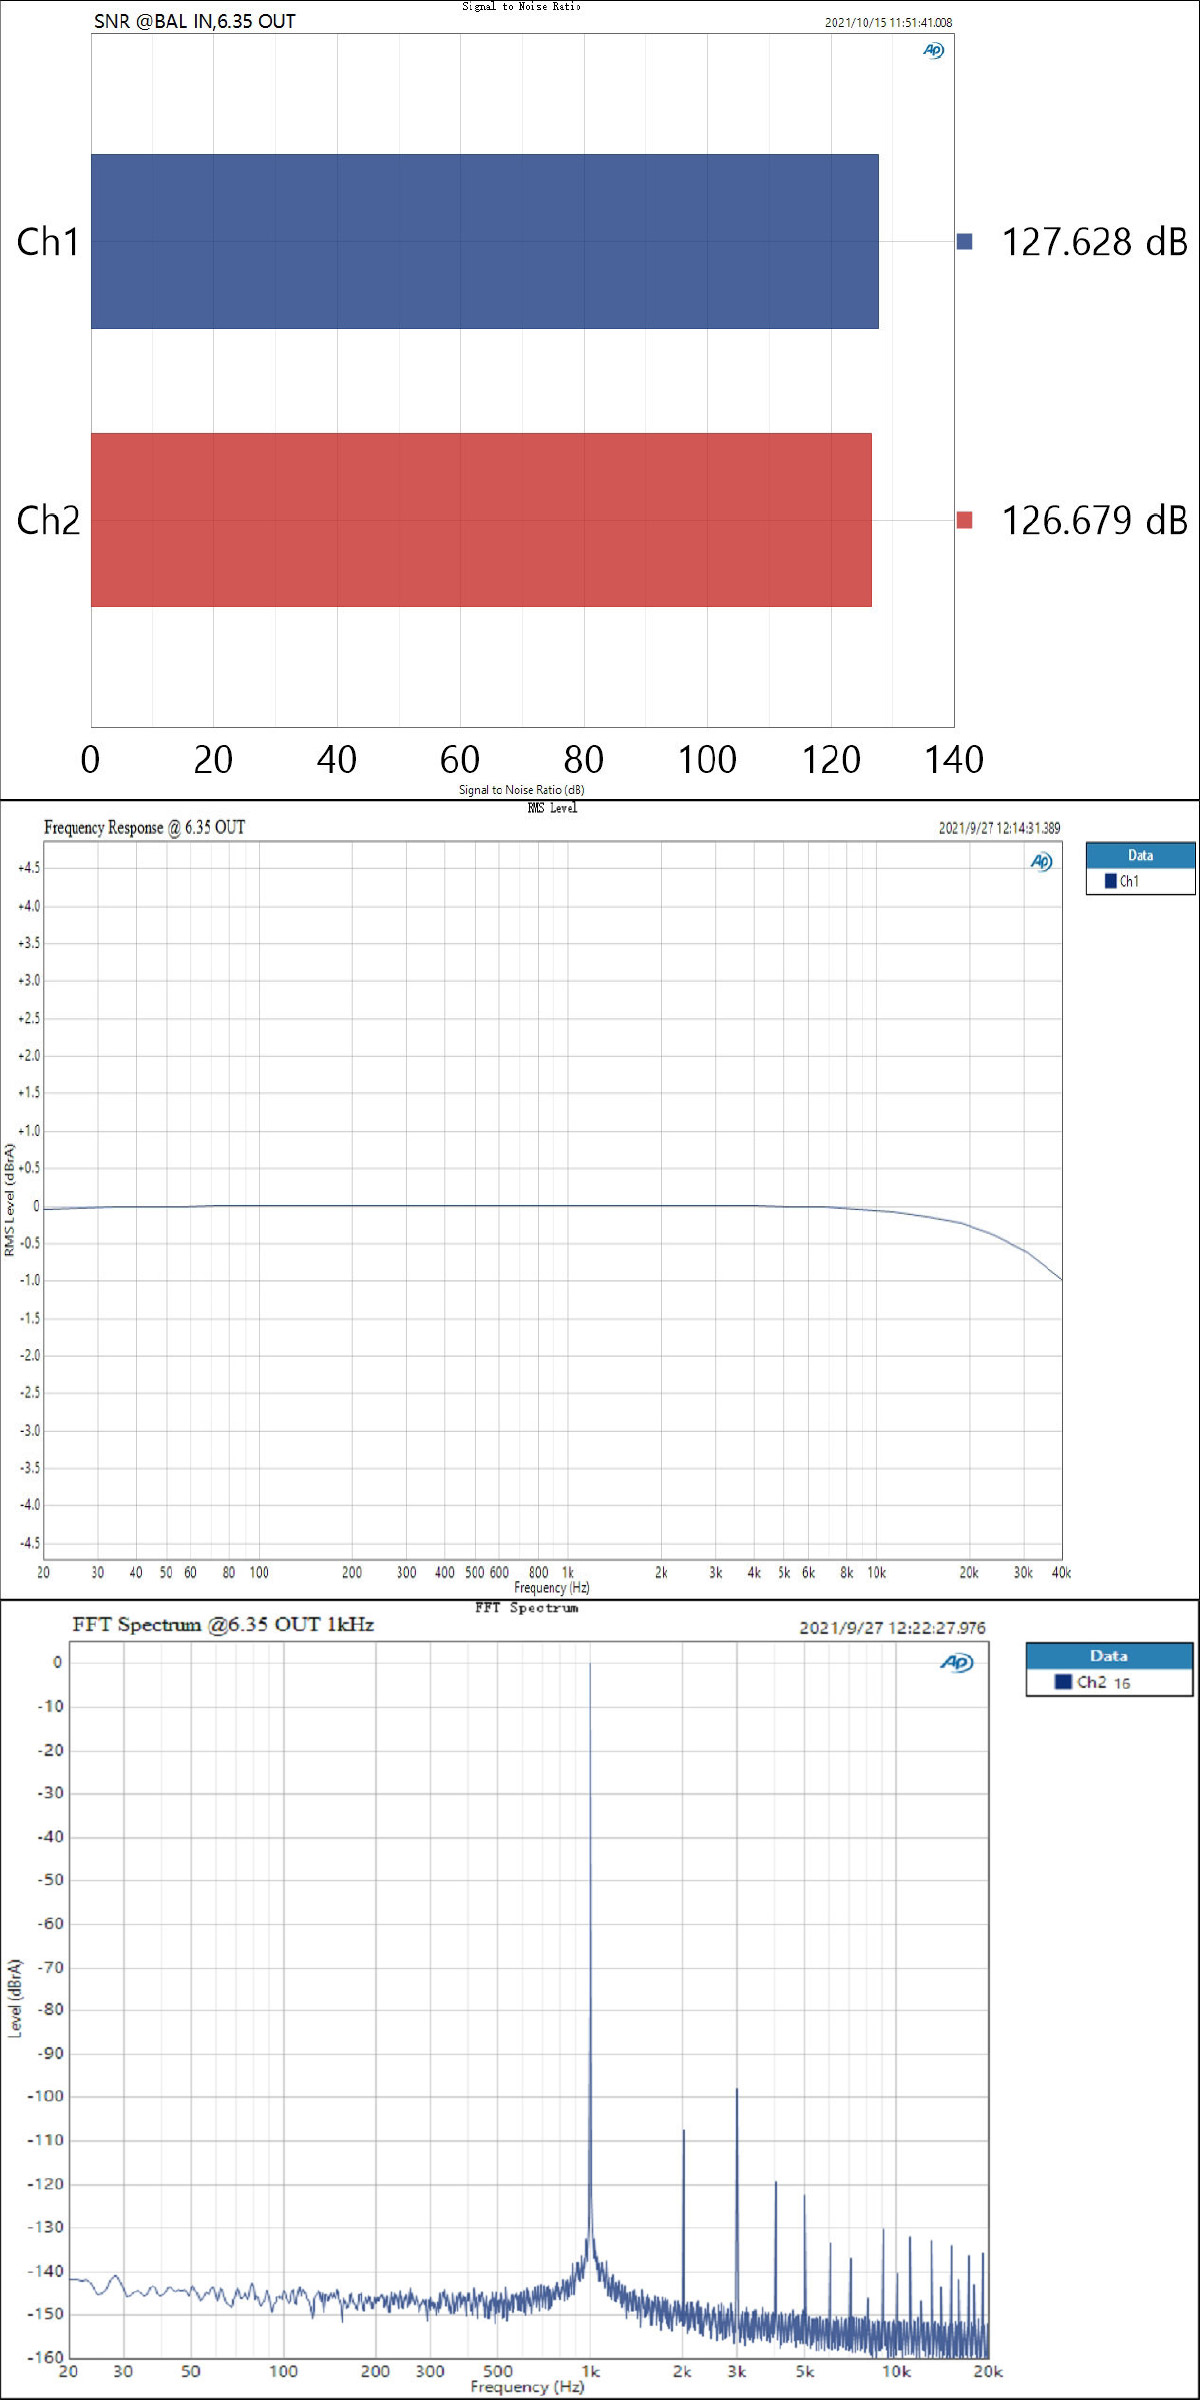 Signal to Noise Ratio
SNR @BAL IN,6.35 OUT
2021/10/15 11:51:41.008
AP
Ch1
127.628 dB
Ch2
126.679 dB
0 20 40 60 80 100 120 140
Signal to Noise Ratio (dB)
RMS Level
Frequency Response @ 6.35 OUT
2021/9/27 12:14:31.389
AP
Data
Ch1
+4.5
+4.0
+3.5
+3.0
+2.5
+2.0
+1.5
+1.0
+0.5
0
-0.5
-1.0
-1.5
-2.0
-2.5
-3.0
-3.5
-4.0
-4.5
RMS Level (dBrA)
20 30 40 50 60 80 100 200 300 400 500 600 800 1k 2k 3k 4k 5k 6k 8k 10k 20k 30k 40k
Frequency (Hz)
FFT Spectrum
FFT Spectrum @6.35 OUT 1kHz
2021/9/27 12:22:27.976
AP
Data
Ch2 16
0
-10
-20
-30
-40
-50
-60
-70
-80
-90
-100
-110
-120
-130
-140
-150
-160
Level (dBrA)
20 30 50 100 200 300 500 1k 2k 3k 5k 10k 20k
Frequency (Hz)